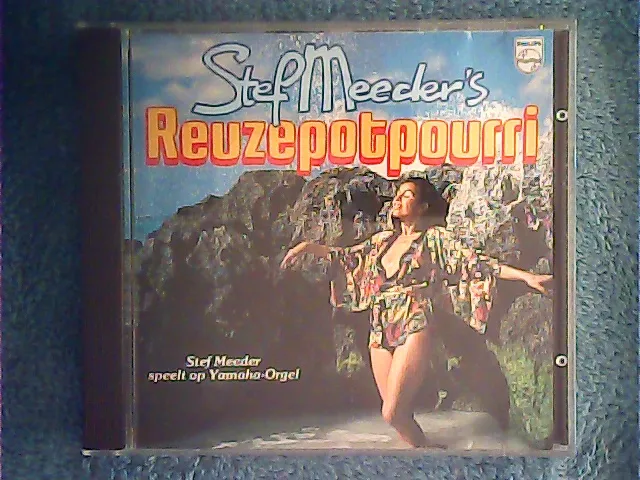 Stef Meeder's
PHILIPS
Reuzepotpourri
Stef Meeder
speelt op Yamaha-Orgel